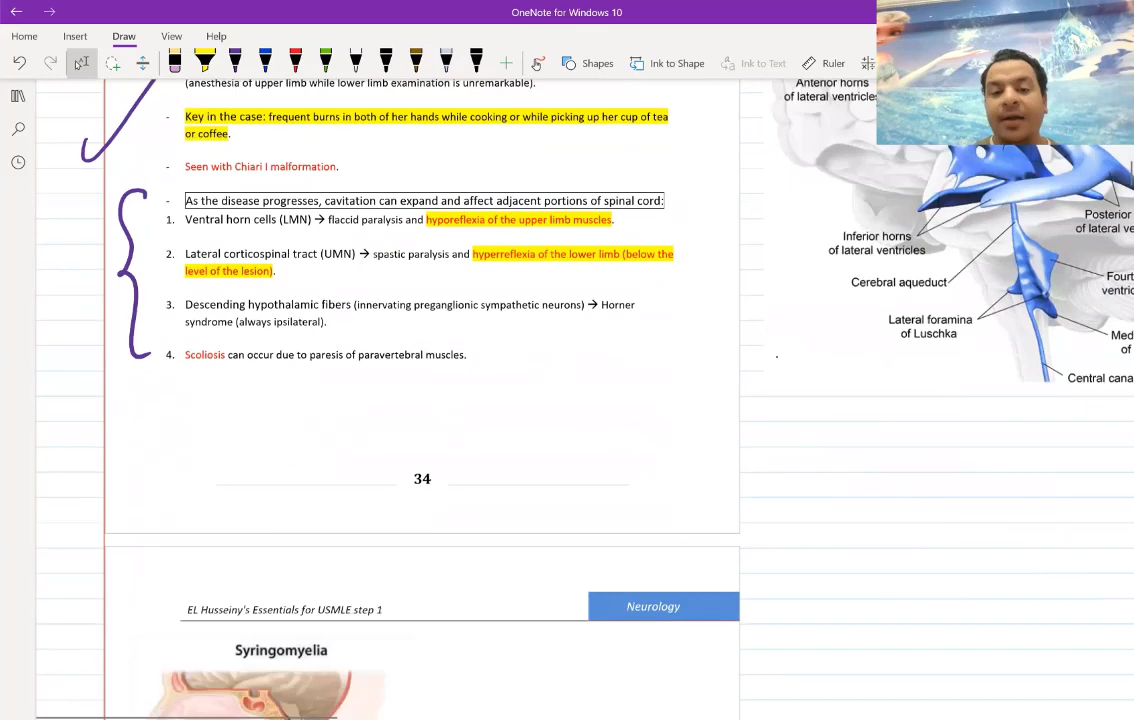 OneNote for Windows 10
Home Insert Draw View Help
Shapes Ink to Shape Ink to Text Ruler
(anesthesia of upper limb while lower limb examination is unremarkable).
- Key in the case: frequent burns in both of her hands while cooking or while picking up her cup of tea
or coffee.
- Seen with Chiari I malformation.
- As the disease progresses, cavitation can expand and affect adjacent portions of spinal cord:
1. Ventral horn cells (LMN) → flaccid paralysis and hyporeflexia of the upper limb muscles.
2. Lateral corticospinal tract (UMN) → spastic paralysis and hyperreflexia of the lower limb (below the
level of the lesion).
3. Descending hypothalamic fibers (innervating preganglionic sympathetic neurons) → Horner
syndrome (always ipsilateral).
4. Scoliosis can occur due to paresis of paravertebral muscles.
34
EL Husseiny's Essentials for USMLE step 1
Neurology
Syringomyelia
Anterior horns
of lateral ventricles
Posterior
of lateral ve
Inferior horns
of lateral ventricles
Cerebral aqueduct
Fourt
ventric
Lateral foramina
of Luschka
Med
of
Central cana